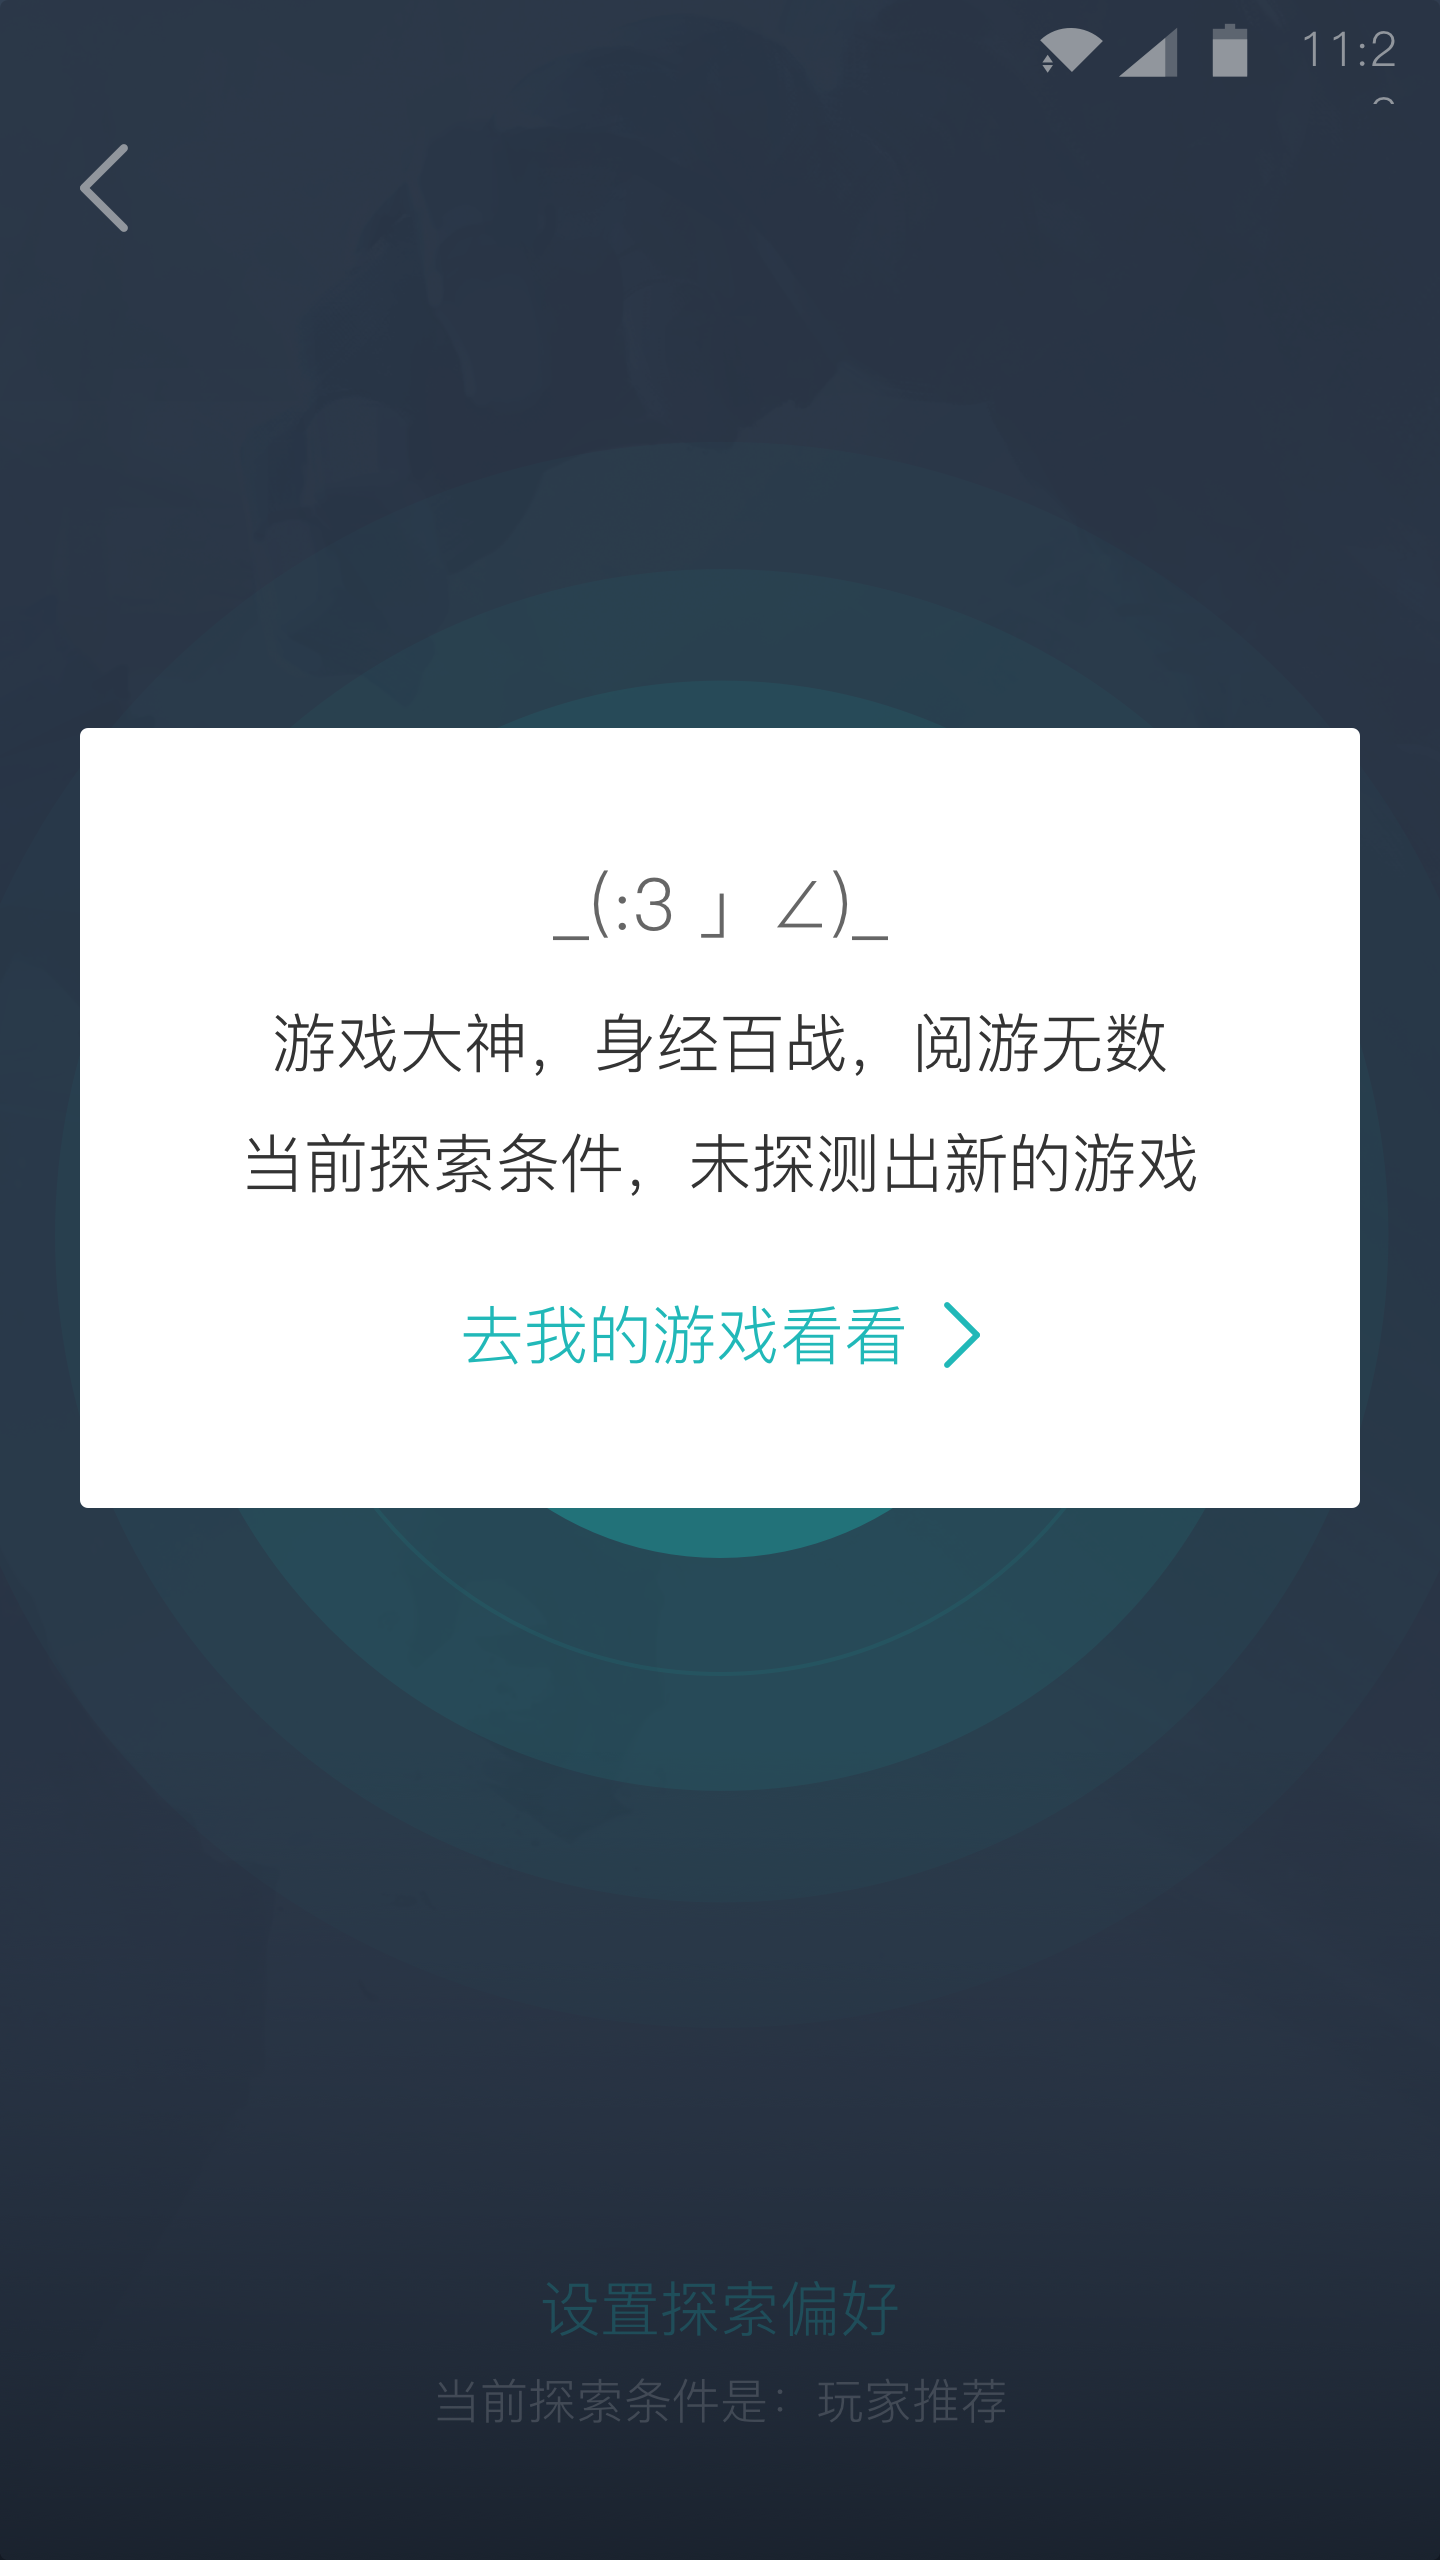 11:2
_(:3 」∠)_
游戏大神，身经百战，阅游无数
当前探索条件，未探测出新的游戏
去我的游戏看看
设置探索偏好
当前探索条件是：玩家推荐